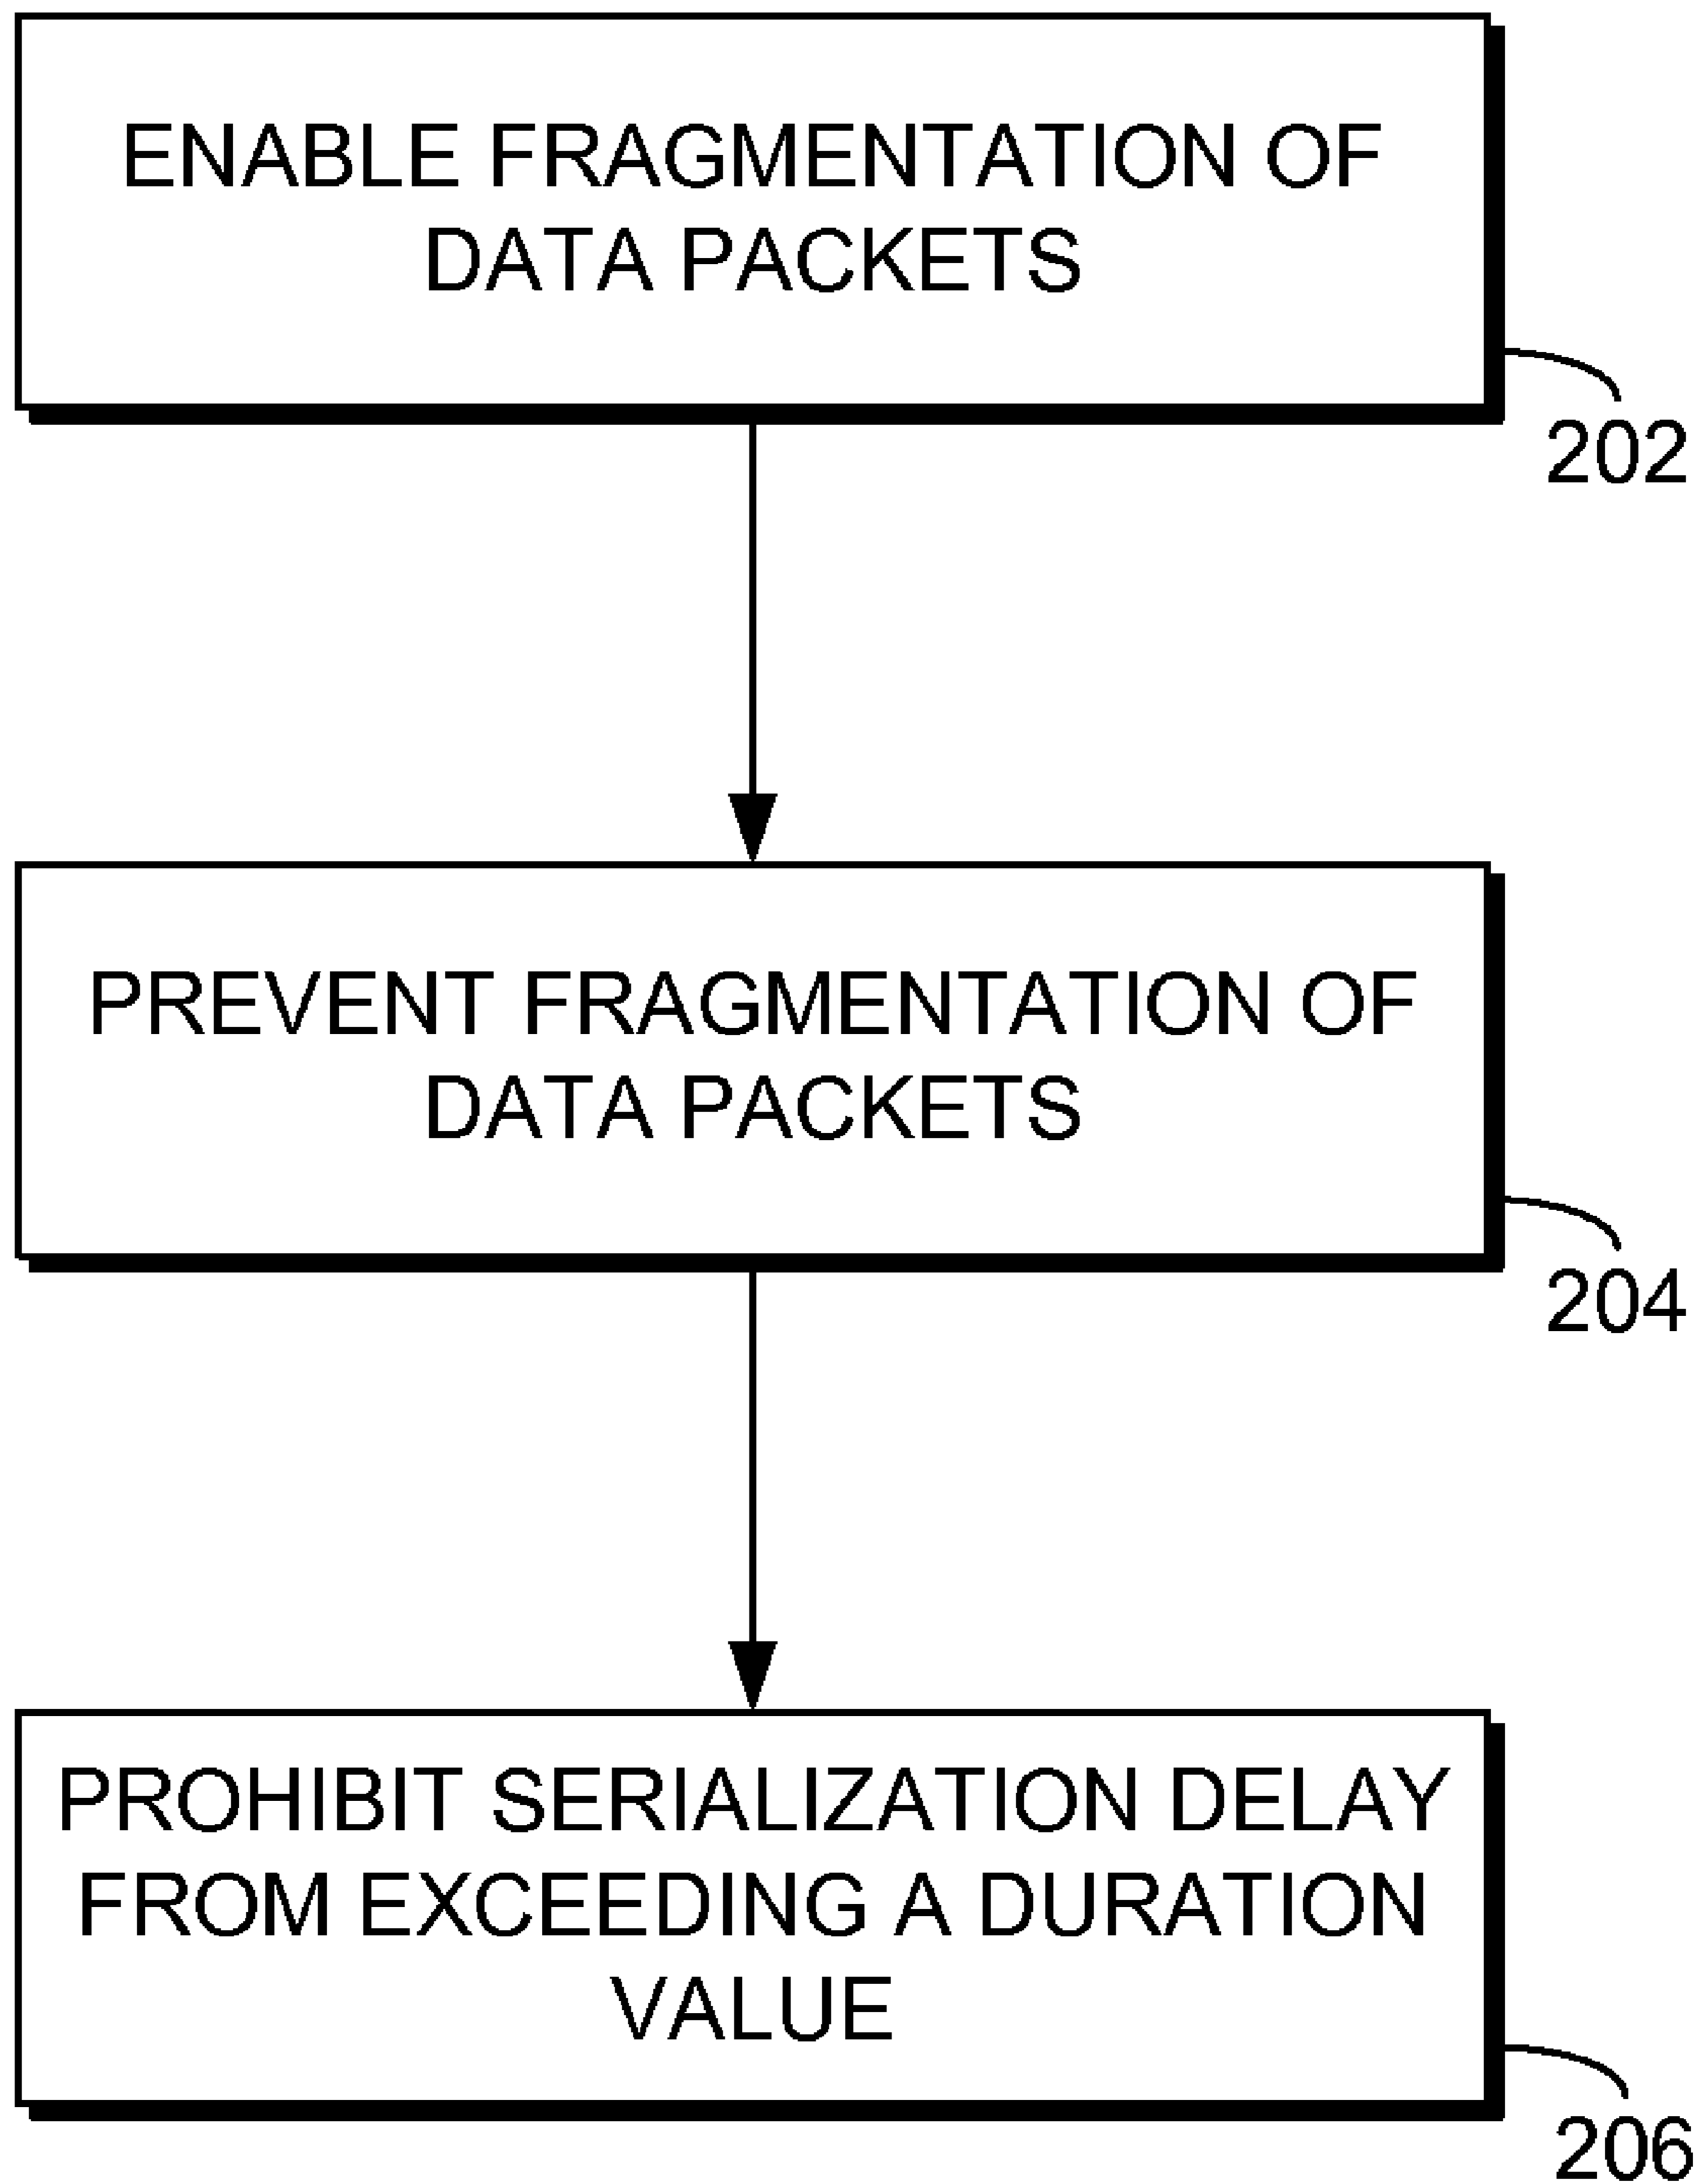 ENABLE FRAGMENTATION OF
DATA PACKETS
202
PREVENT FRAGMENTATION OF
DATA PACKETS
204
PROHIBIT SERIALIZATION DELAY
FROM EXCEEDING A DURATION
VALUE
206